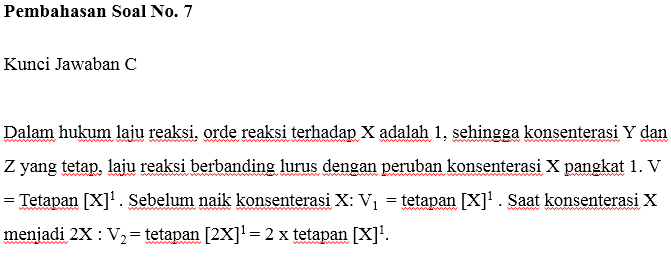 Pembahasan Soal No. 7
Kunci Jawaban C
Dalam hukum laju reaksi, orde reaksi terhadap X adalah 1, sehingga konsenterasi Y dan
Z yang tetap, laju reaksi berbanding lurus dengan peruban konsenterasi X pangkat 1. V
= Tetapan [X]¹ . Sebelum naik konsenterasi X: V₁ = tetapan [X]¹ . Saat konsenterasi X
menjadi 2X : V₂ = tetapan [2X]¹ = 2 x tetapan [X]¹.